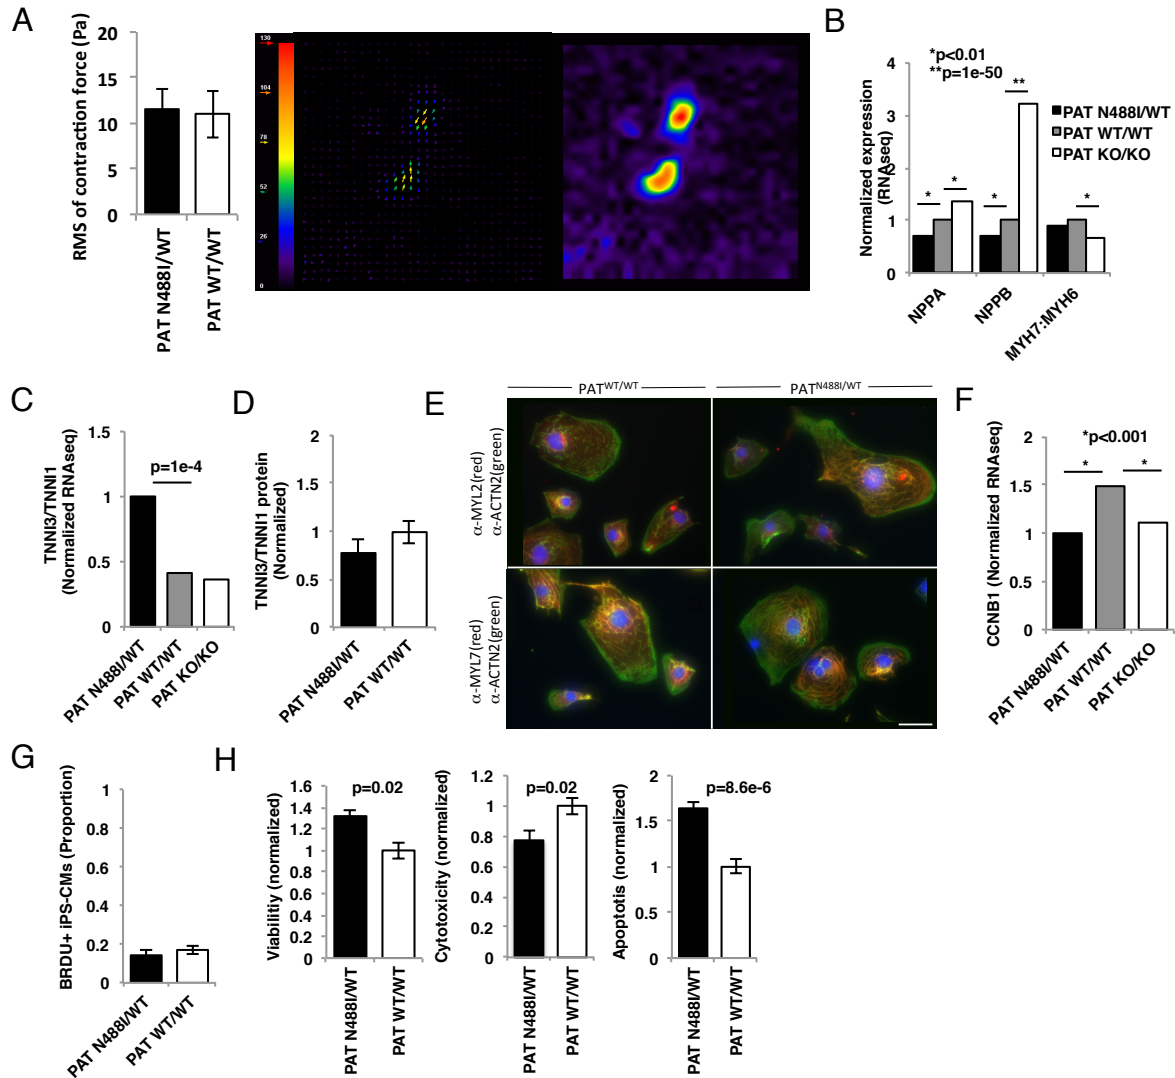 A
RMS of contraction force (Pa)
20
15
10
5
0
PAT N488I/WT
PAT WT/WT
130
104
78
52
26
0
B
Normalized expression
(RNAseq)
*p<0.01
**p=1e-50
4
3
2
1
0
*
*
*
**
*
PAT N488I/WT
PAT WT/WT
PAT KO/KO
NPPA
NPPB
MYH7:MYH6
C
TNNI3/TNNI1
(Normalized RNAseq)
1.5
1
0.5
0
p=1e-4
PAT N488I/WT
PAT WT/WT
PAT KO/KO
D
TNNI3/TNNI1 protein
(Normalized)
2
1.5
1
0.5
0
PAT N488I/WT
PAT WT/WT
E
PATWT/WT
PATN488I/WT
α-MYL2(red)
α-ACTN2(green)
α-MYL7(red)
α-ACTN2(green)
F
CCNB1 (Normalized RNAseq)
*p<0.001
2
1.5
1
0.5
0
*
*
PAT N488I/WT
PAT WT/WT
PAT KO/KO
G
BRDU+ iPS-CMs (Proportion)
1
0.8
0.6
0.4
0.2
0
PAT N488I/WT
PAT WT/WT
H
Viabilitiy (normalized)
1.6
1.4
1.2
1
0.8
0.6
0.4
0.2
0
p=0.02
PAT N488I/WT
PAT WT/WT
Cytotoxicity (normalized)
1.2
1
0.8
0.6
0.4
0.2
0
p=0.02
PAT N488I/WT
PAT WT/WT
Apoptotis (normalized)
2
1.5
1
0.5
0
p=8.6e-6
PAT N488I/WT
PAT WT/WT